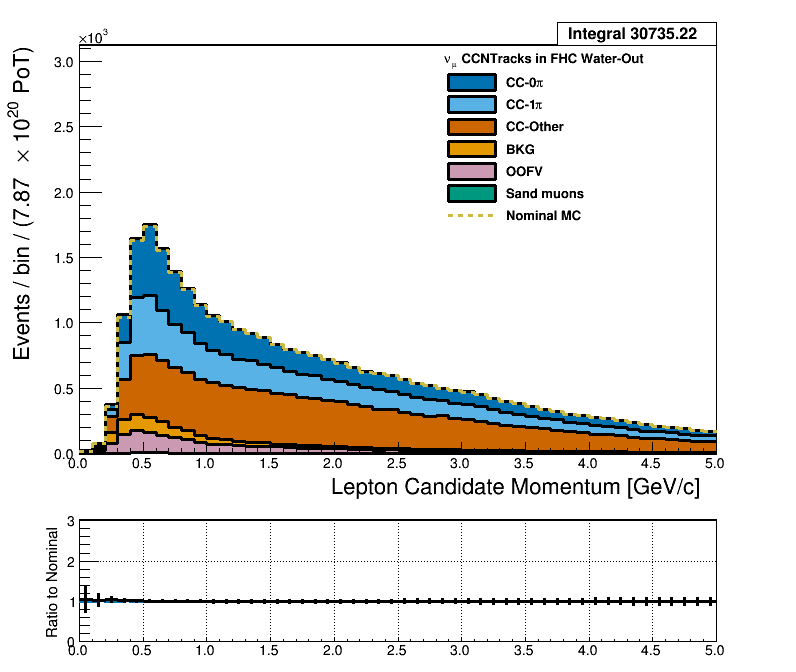 Integral 30735.22
×10³
ν_μ CCNTracks in FHC Water-Out
CC-0π
CC-1π
CC-Other
BKG
OOFV
Sand muons
Nominal MC
Events / bin / (7.87 × 10²⁰ PoT)
3.0
2.5
2.0
1.5
1.0
0.5
0.0
0.0 0.5 1.0 1.5 2.0 2.5 3.0 3.5 4.0 4.5 5.0
Lepton Candidate Momentum [GeV/c]
Ratio to Nominal
3
2
1
0
0.0 0.5 1.0 1.5 2.0 2.5 3.0 3.5 4.0 4.5 5.0